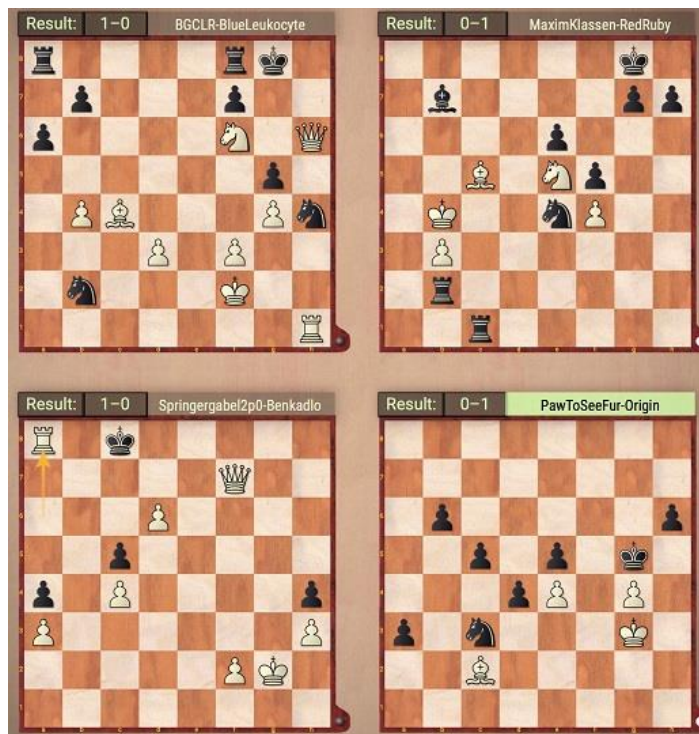 Result: 1–0 BGCLR-BlueLeukocyte
Result: 0–1 MaximKlassen-RedRuby
Result: 1–0 Springergabel2p0-Benkadlo
Result: 0–1 PawToSeeFur-Origin